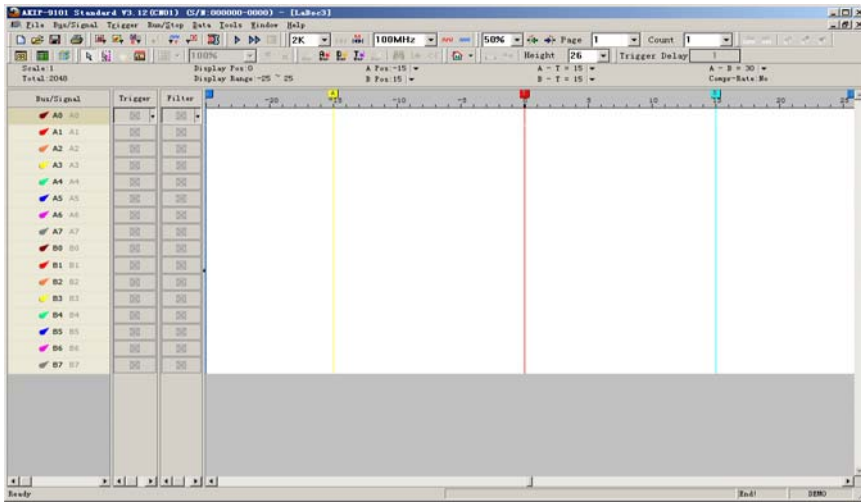 AKIP-9101 Standard V3.12(CN01) (S/N:000000-0000) - [LaDoc3]
File Bus/Signal Trigger Run/Stop Data Tools Window Help
2K 100MHz 50% Page 1 Count 1
100% Height 26 Trigger Delay 1
Scale:1 Display Pos:0 A Pos:-15 A - T = 15 A - B = 30
Total:2048 Display Range:-25 ~ 25 B Pos:15 B - T = 15 Compr-Rate:No
Bus/Signal Trigger Filter -20 -15 -10 -5 5 10 15 20 25
A0 A0
A1 A1
A2 A2
A3 A3
A4 A4
A5 A5
A6 A6
A7 A7
B0 B0
B1 B1
B2 B2
B3 B3
B4 B4
B5 B5
B6 B6
B7 B7
Ready End! DEMO